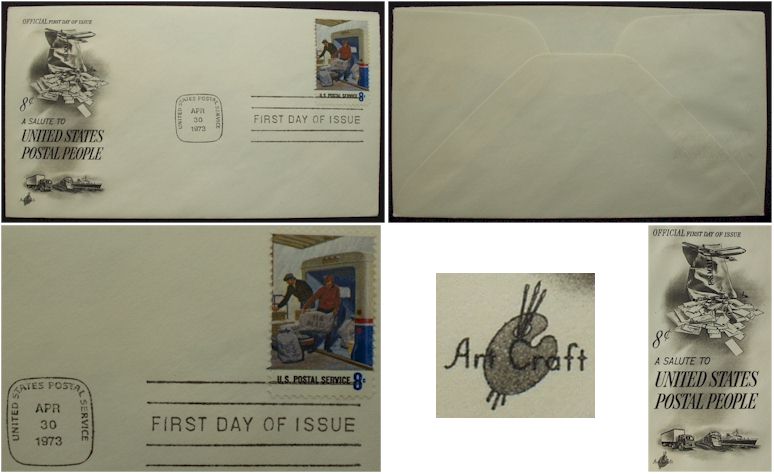 OFFICIAL FIRST DAY OF ISSUE
8¢
A SALUTE TO
UNITED STATES
POSTAL PEOPLE
UNITED STATES POSTAL SERVICE
APR
30
1973
FIRST DAY OF ISSUE
U.S. POSTAL SERVICE 8¢
U.S. POSTAL SERVICE 8¢
UNITED STATES POSTAL SERVICE
APR
30
1973
FIRST DAY OF ISSUE
Art Craft
OFFICIAL FIRST DAY OF ISSUE
8¢
A SALUTE TO
UNITED STATES
POSTAL PEOPLE